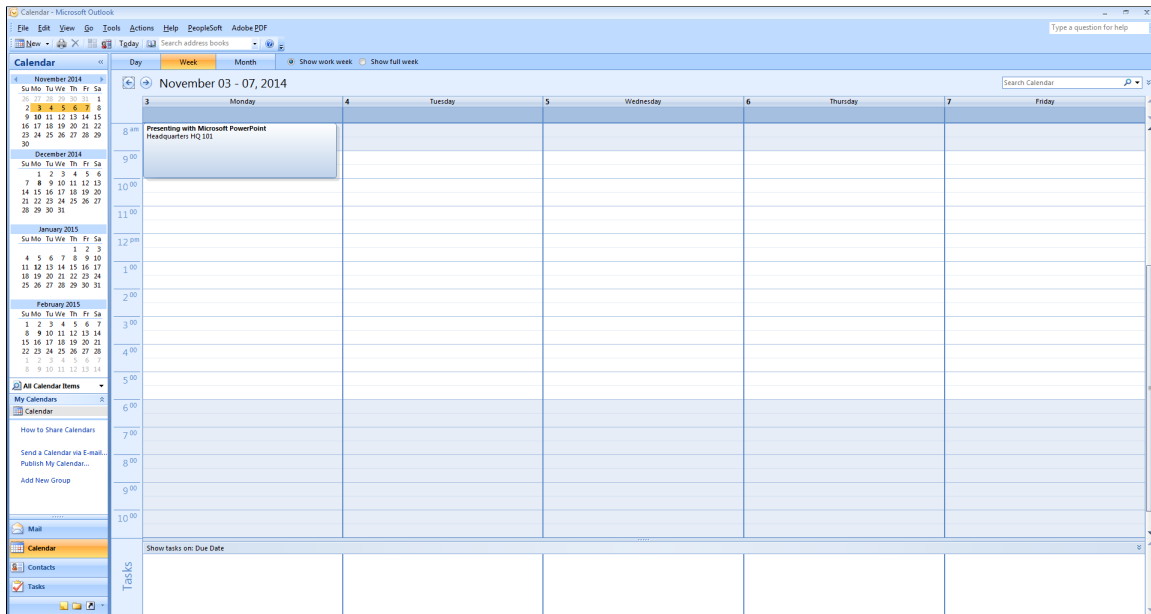 Calendar - Microsoft Outlook
File Edit View Go Tools Actions Help PeopleSoft Adobe PDF
Type a question for help
New Today Search address books
Calendar «
Day Week Month Show work week Show full week
November 03 - 07, 2014
Search Calendar
November 2014
Su Mo Tu We Th Fr Sa
26 27 28 29 30 31 1
2 3 4 5 6 7 8
9 10 11 12 13 14 15
16 17 18 19 20 21 22
23 24 25 26 27 28 29
30
December 2014
Su Mo Tu We Th Fr Sa
1 2 3 4 5 6
7 8 9 10 11 12 13
14 15 16 17 18 19 20
21 22 23 24 25 26 27
28 29 30 31
January 2015
Su Mo Tu We Th Fr Sa
1 2 3
4 5 6 7 8 9 10
11 12 13 14 15 16 17
18 19 20 21 22 23 24
25 26 27 28 29 30 31
February 2015
Su Mo Tu We Th Fr Sa
1 2 3 4 5 6 7
8 9 10 11 12 13 14
15 16 17 18 19 20 21
22 23 24 25 26 27 28
1 2 3 4 5 6 7
8 9 10 11 12 13 14
All Calendar Items
My Calendars
Calendar
How to Share Calendars
Send a Calendar via E-mail...
Publish My Calendar...
Add New Group
Mail
Calendar
Contacts
Tasks
3 Monday 4 Tuesday 5 Wednesday 6 Thursday 7 Friday
8 am
Presenting with Microsoft PowerPoint
Headquarters HQ 101
9 00
10 00
11 00
12 pm
1 00
2 00
3 00
4 00
5 00
6 00
7 00
8 00
9 00
10 00
Tasks
Show tasks on: Due Date